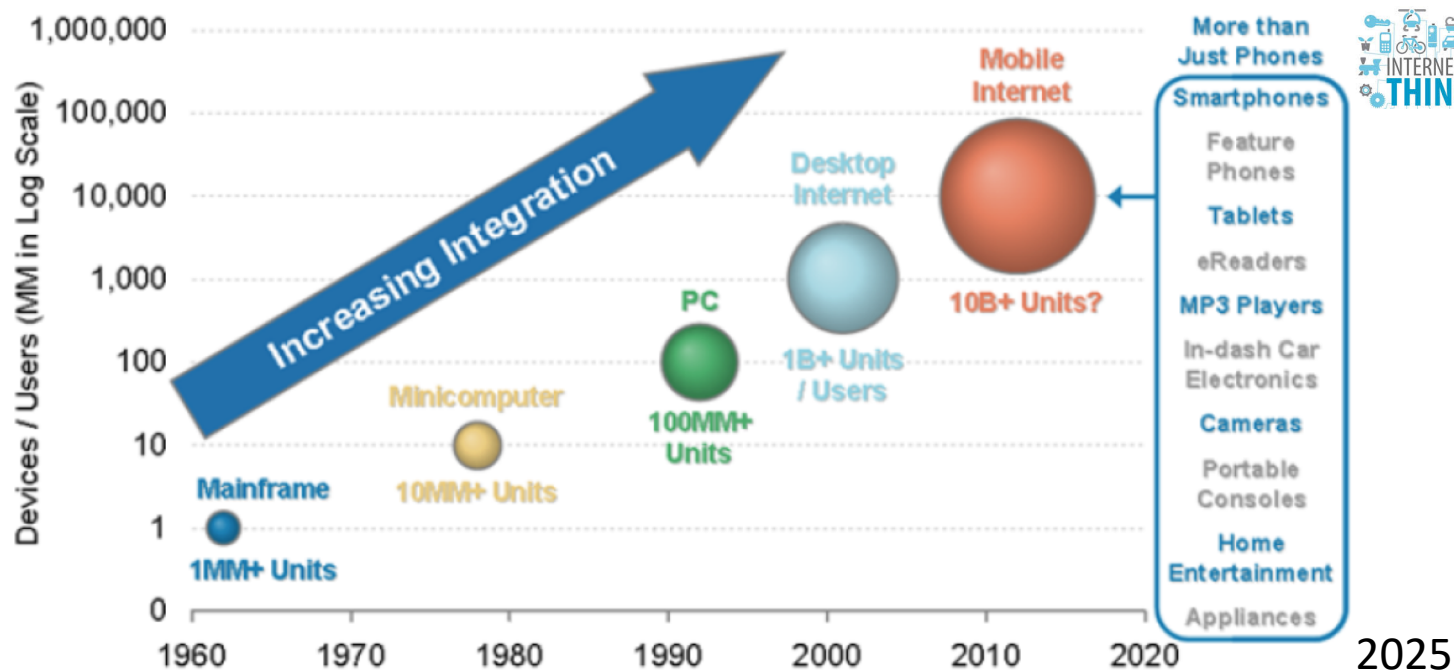 1,000,000
100,000
10,000
1,000
100
10
1
0
Devices / Users (MM in Log Scale)
Increasing Integration
Mainframe
1MM+ Units
Minicomputer
10MM+ Units
PC
100MM+
Units
Desktop
Internet
1B+ Units
/ Users
Mobile
Internet
10B+ Units?
1960
1970
1980
1990
2000
2010
2020
More than
Just Phones
Smartphones
Feature
Phones
Tablets
eReaders
MP3 Players
In-dash Car
Electronics
Cameras
Portable
Consoles
Home
Entertainment
Appliances
INTERNE
THIN
2025